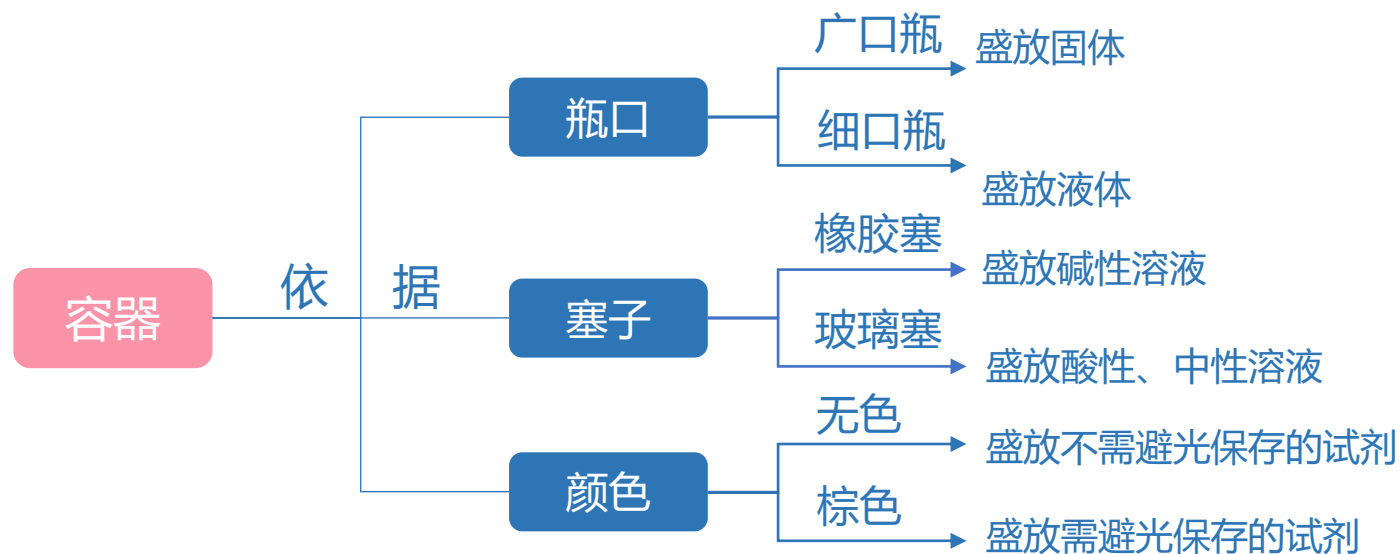 容器
依 据
瓶口
广口瓶
盛放固体
细口瓶
盛放液体
塞子
橡胶塞
盛放碱性溶液
玻璃塞
盛放酸性、中性溶液
颜色
无色
盛放不需避光保存的试剂
棕色
盛放需避光保存的试剂